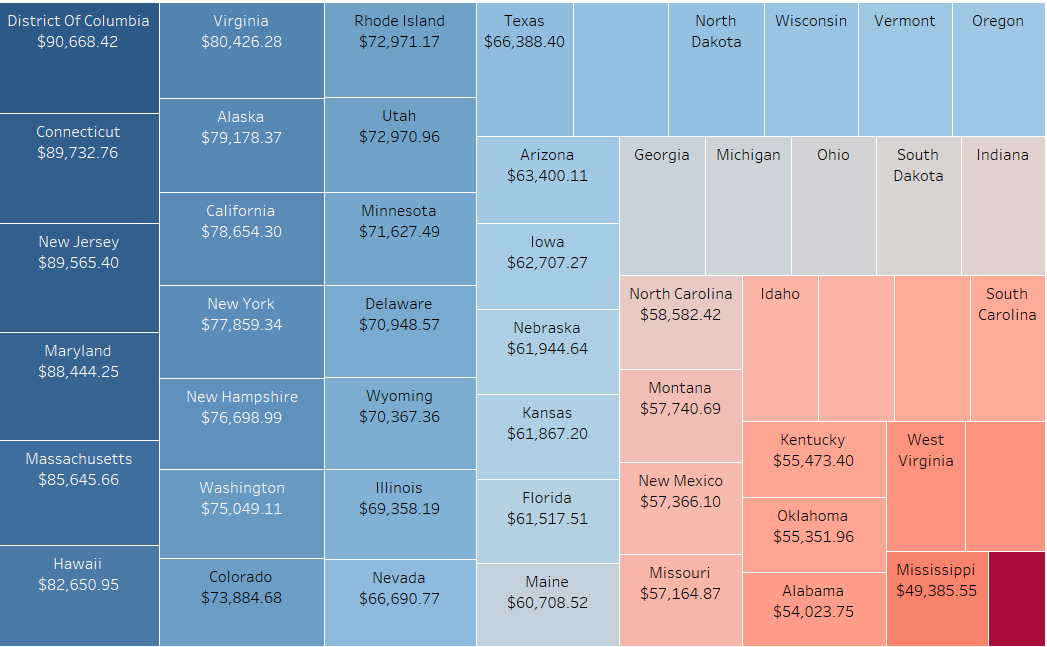 District Of Columbia
$90,668.42
Connecticut
$89,732.76
New Jersey
$89,565.40
Maryland
$88,444.25
Massachusetts
$85,645.66
Hawaii
$82,650.95
Virginia
$80,426.28
Alaska
$79,178.37
California
$78,654.30
New York
$77,859.34
New Hampshire
$76,698.99
Washington
$75,049.11
Colorado
$73,884.68
Rhode Island
$72,971.17
Utah
$72,970.96
Minnesota
$71,627.49
Delaware
$70,948.57
Wyoming
$70,367.36
Illinois
$69,358.19
Nevada
$66,690.77
Texas
$66,388.40
North
Dakota
Wisconsin
Vermont
Oregon
Arizona
$63,400.11
Iowa
$62,707.27
Nebraska
$61,944.64
Kansas
$61,867.20
Florida
$61,517.51
Maine
$60,708.52
Georgia
Michigan
Ohio
South
Dakota
Indiana
North Carolina
$58,582.42
Montana
$57,740.69
New Mexico
$57,366.10
Missouri
$57,164.87
Idaho
South
Carolina
Kentucky
$55,473.40
Oklahoma
$55,351.96
Alabama
$54,023.75
West
Virginia
Mississippi
$49,385.55